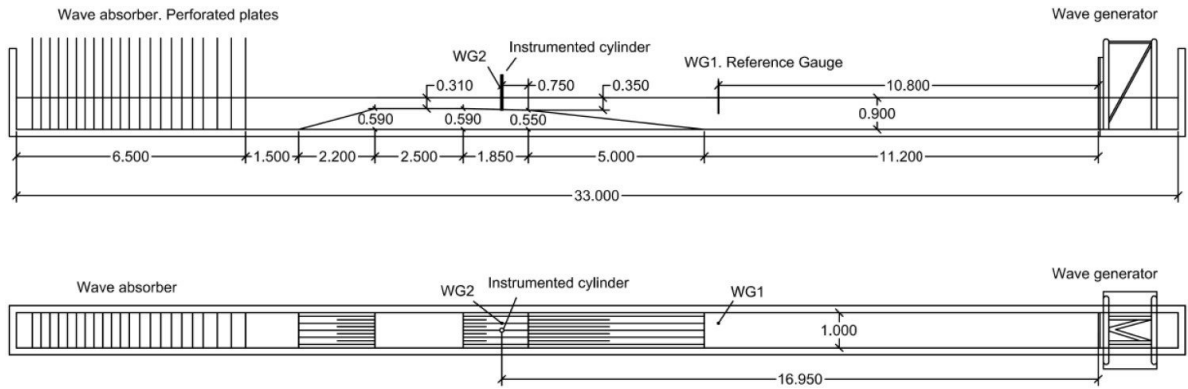 Wave absorber. Perforated plates
Wave generator
Instrumented cylinder
WG2
WG1. Reference Gauge
0.310
0.750
0.350
10.800
0.590
0.590
0.550
0.900
6.500
1.500
2.200
2.500
1.850
5.000
11.200
33.000
Wave absorber
WG2
Instrumented cylinder
WG1
Wave generator
1.000
16.950